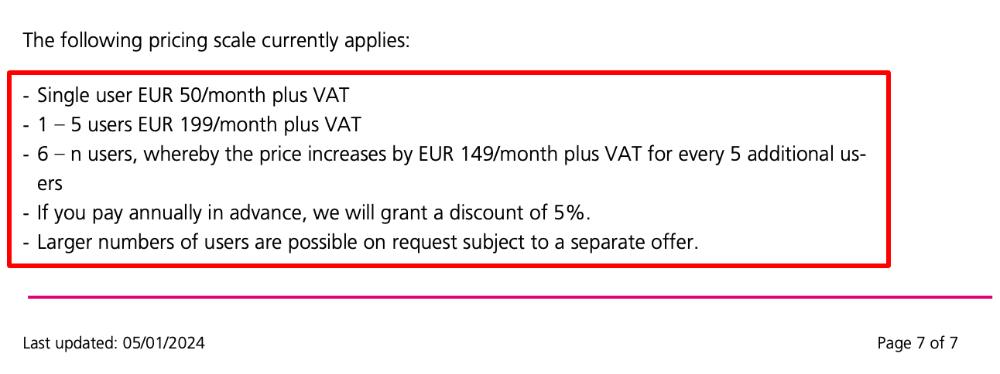 The following pricing scale currently applies:
- Single user EUR 50/month plus VAT
- 1 – 5 users EUR 199/month plus VAT
- 6 – n users, whereby the price increases by EUR 149/month plus VAT for every 5 additional us-
ers
- If you pay annually in advance, we will grant a discount of 5%.
- Larger numbers of users are possible on request subject to a separate offer.
Last updated: 05/01/2024 Page 7 of 7